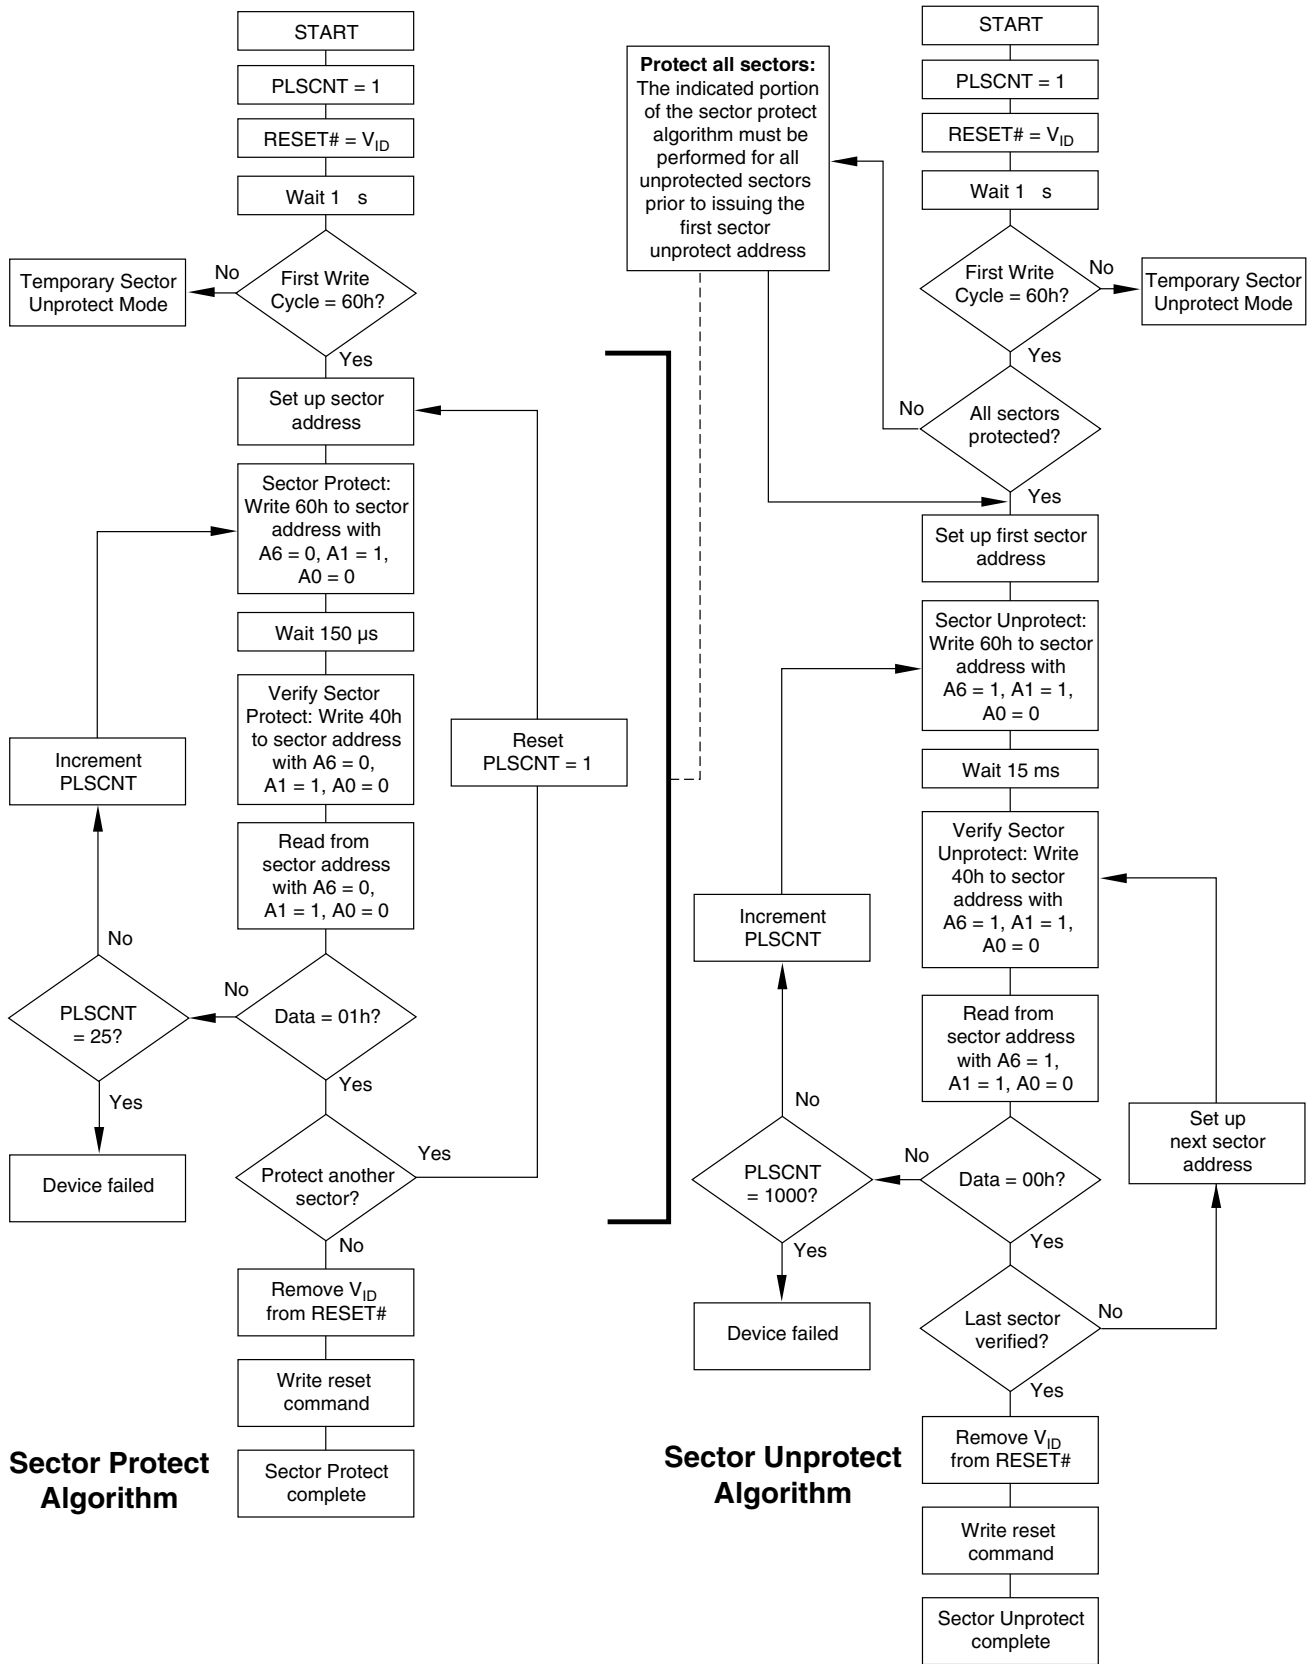 START
PLSCNT = 1
RESET# = VID
Wait 1 s
First Write
Cycle = 60h?
No
Temporary Sector
Unprotect Mode
Yes
Set up sector
address
Sector Protect:
Write 60h to sector
address with
A6 = 0, A1 = 1,
A0 = 0
Wait 150 µs
Verify Sector
Protect: Write 40h
to sector address
with A6 = 0,
A1 = 1, A0 = 0
Reset
PLSCNT = 1
Increment
PLSCNT
Read from
sector address
with A6 = 0,
A1 = 1, A0 = 0
No
No
PLSCNT
= 25?
Data = 01h?
Yes
Yes
Device failed
Protect another
sector?
Yes
No
Remove VID
from RESET#
Write reset
command
Sector Protect
complete
Sector Protect
Algorithm
Protect all sectors:
The indicated portion
of the sector protect
algorithm must be
performed for all
unprotected sectors
prior to issuing the
first sector
unprotect address
START
PLSCNT = 1
RESET# = VID
Wait 1 s
First Write
Cycle = 60h?
No
Temporary Sector
Unprotect Mode
Yes
No
All sectors
protected?
Yes
Set up first sector
address
Sector Unprotect:
Write 60h to sector
address with
A6 = 1, A1 = 1,
A0 = 0
Wait 15 ms
Verify Sector
Unprotect: Write
40h to sector
address with
A6 = 1, A1 = 1,
A0 = 0
Increment
PLSCNT
Read from
sector address
with A6 = 1,
A1 = 1, A0 = 0
No
Set up
next sector
address
No
PLSCNT
= 1000?
Data = 00h?
Yes
Yes
Device failed
Last sector
verified?
No
Yes
Remove VID
from RESET#
Write reset
command
Sector Unprotect
complete
Sector Unprotect
Algorithm